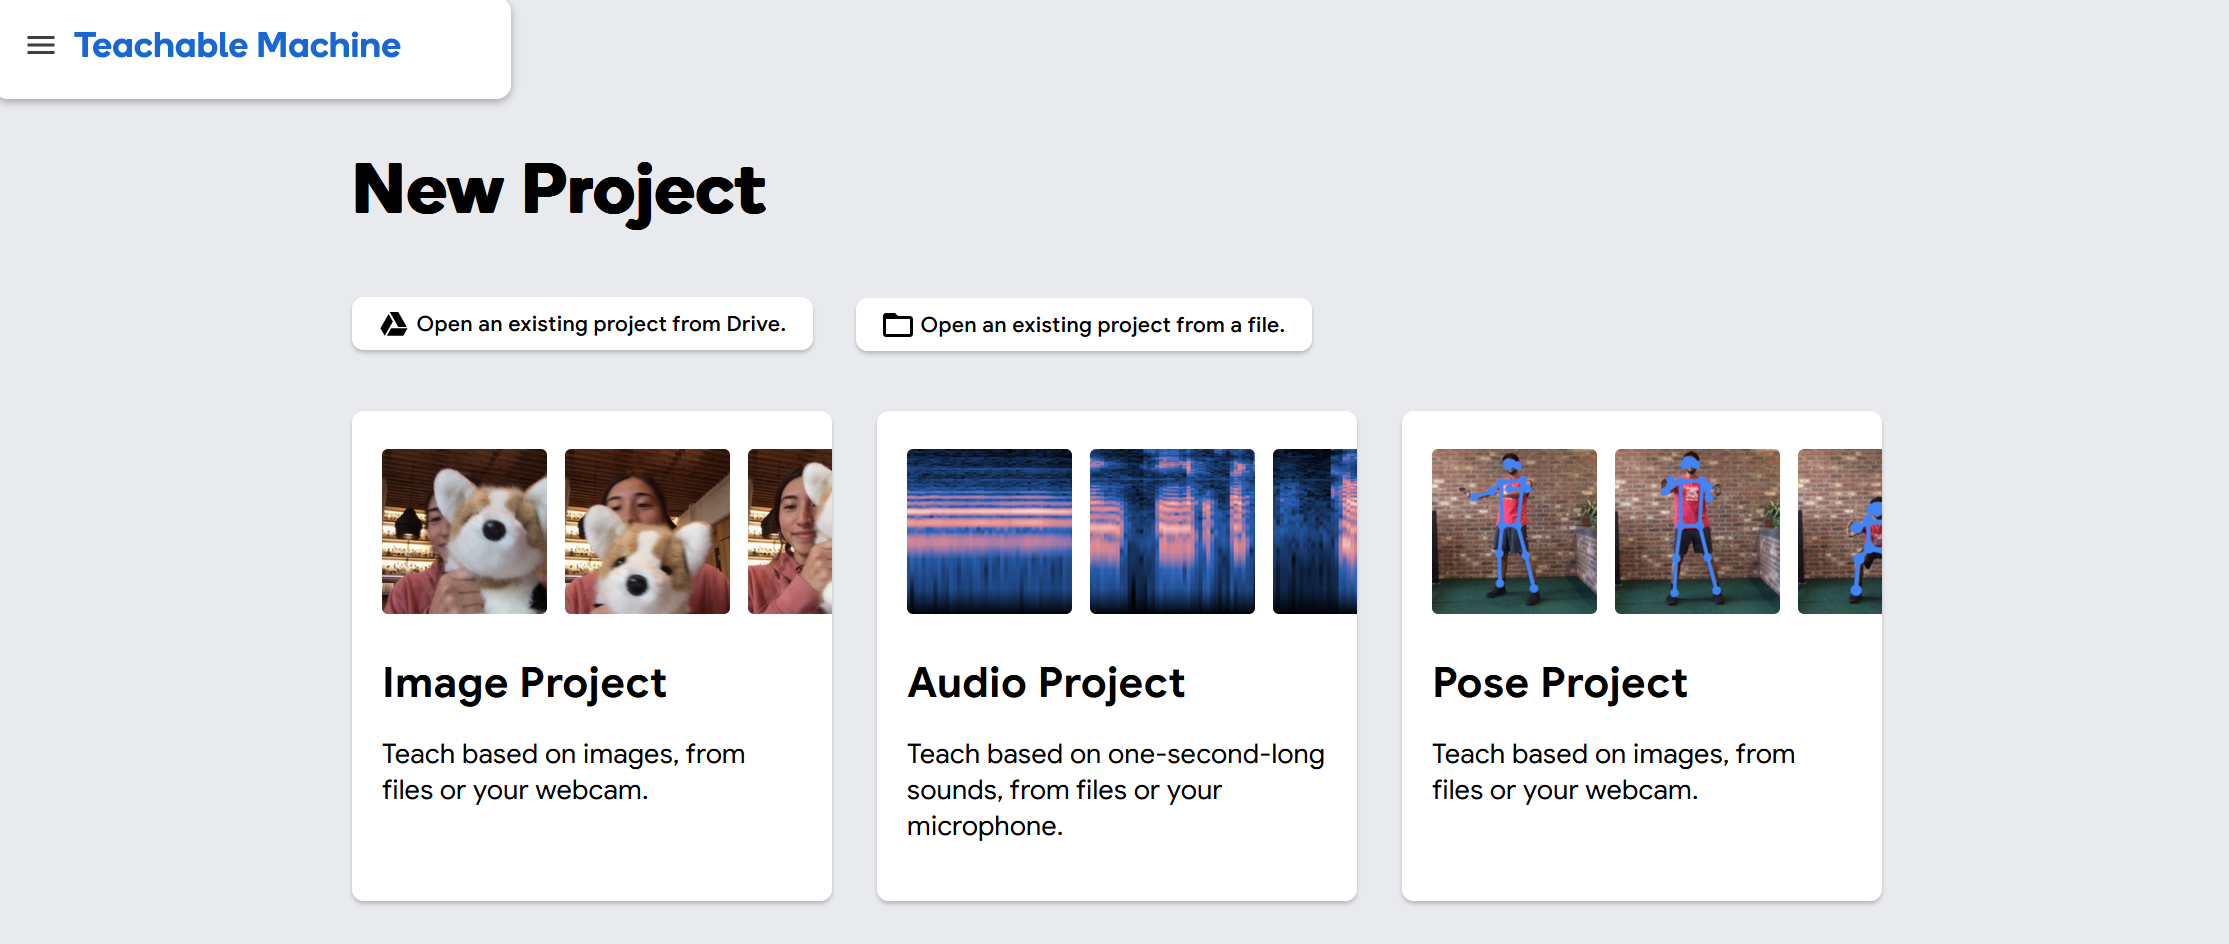 Teachable Machine
New Project
Open an existing project from Drive.
Open an existing project from a file.
Image Project
Teach based on images, from
files or your webcam.
Audio Project
Teach based on one-second-long
sounds, from files or your
microphone.
Pose Project
Teach based on images, from
files or your webcam.